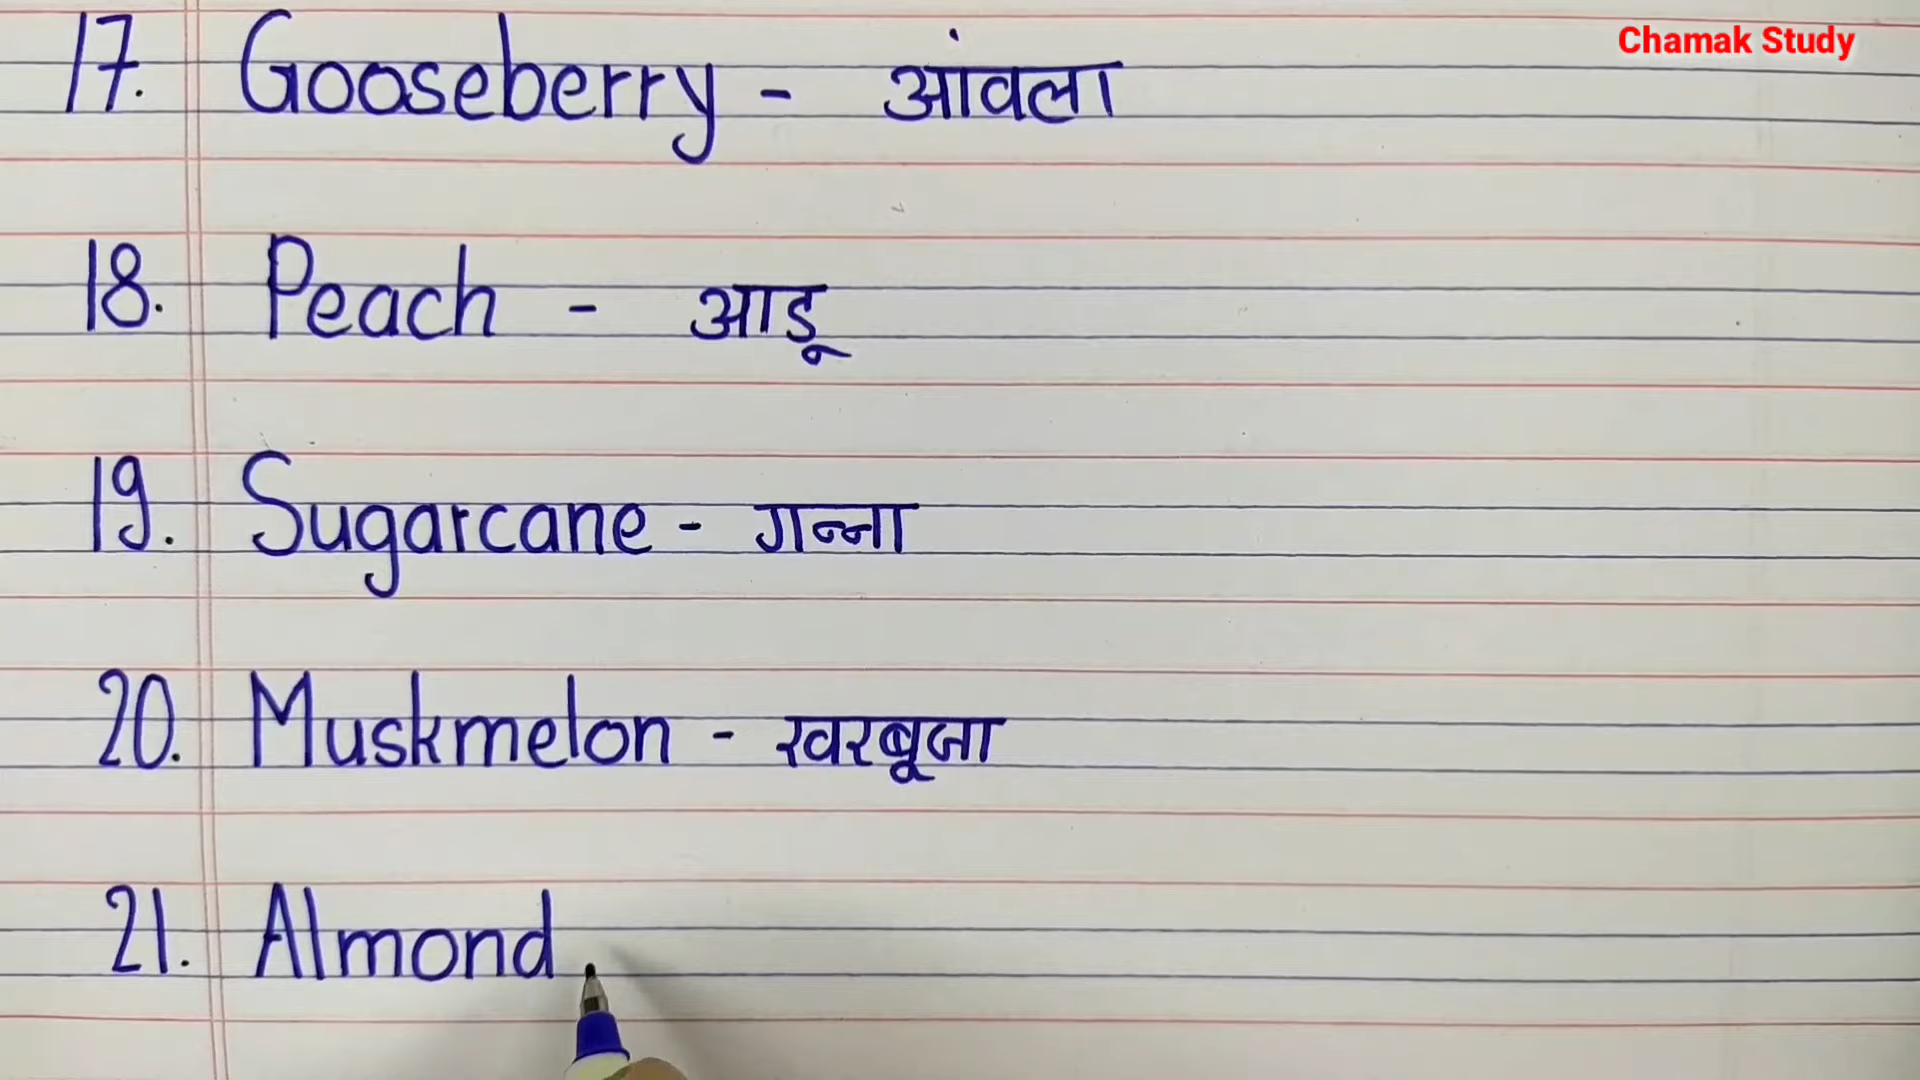 Chamak Study
17. Gooseberry - आंवला
18. Peach - आडू
19. Sugarcane - गन्ना
20. Muskmelon - खरबूजा
21. Almond